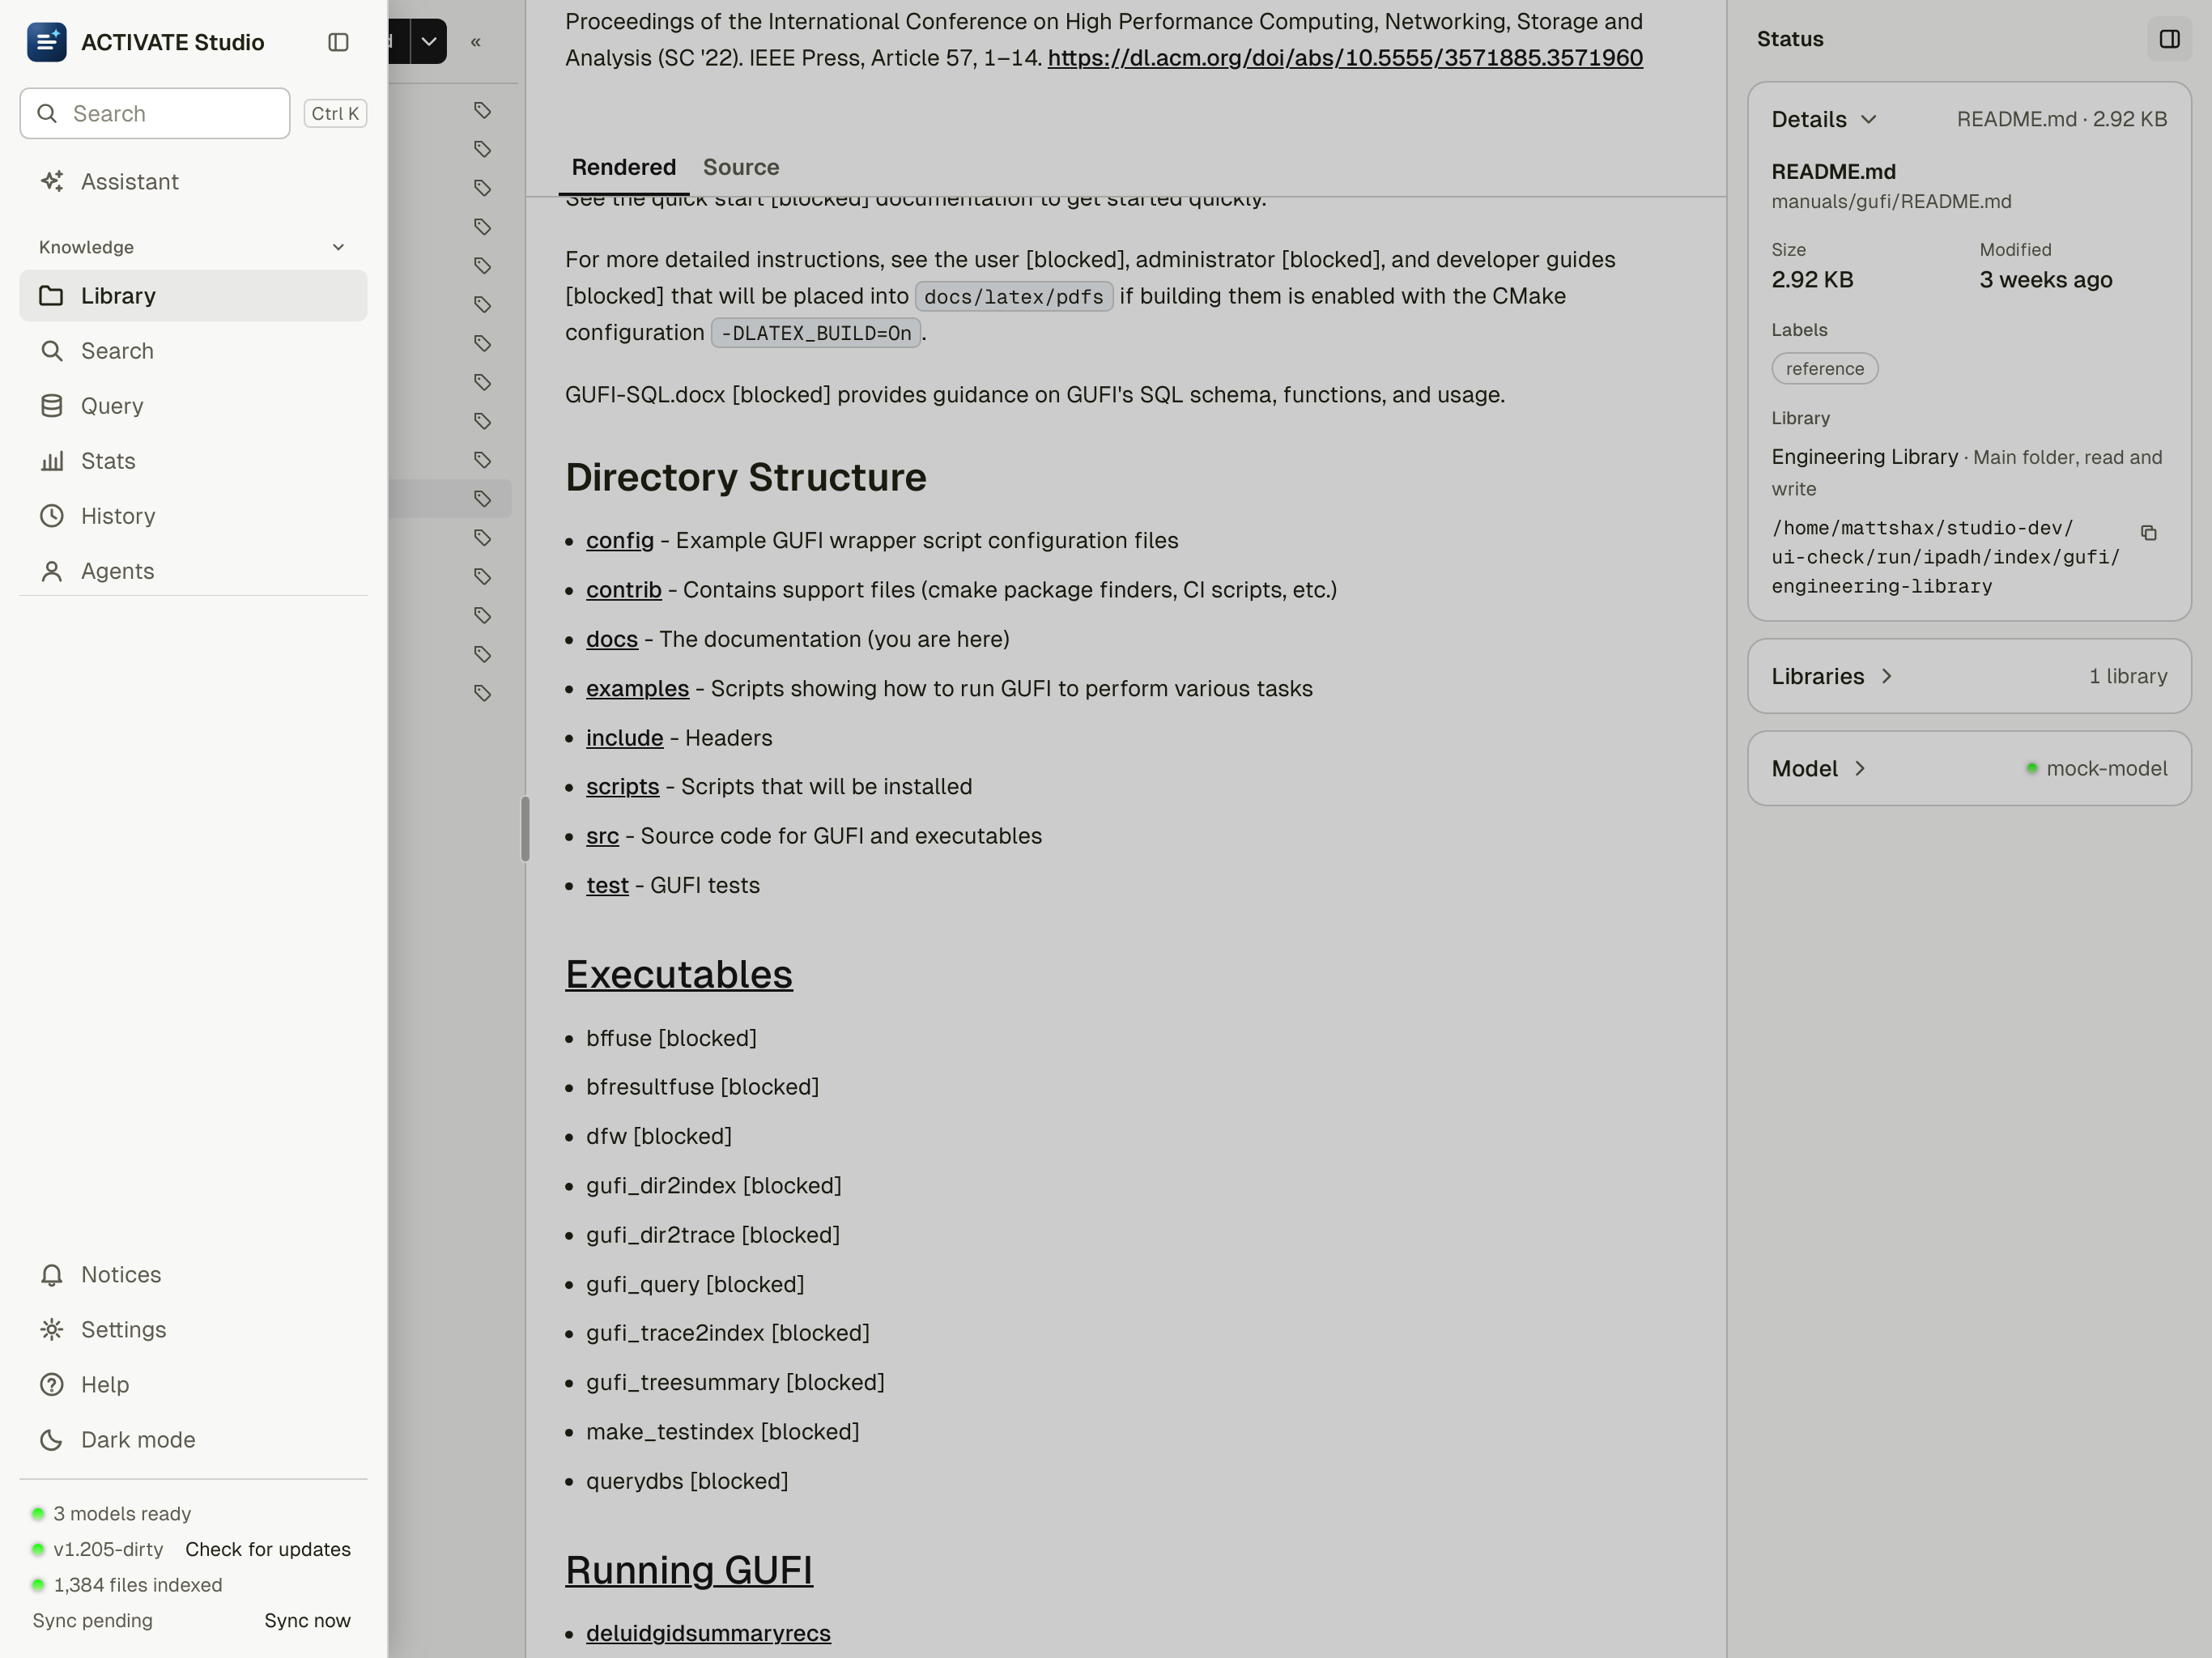 ACTIVATE Studio
Search
Ctrl K
Assistant
Knowledge
Library
Search
Query
Stats
History
Agents
Notices
Settings
Help
Dark mode
3 models ready
v1.205-dirty Check for updates
1,384 files indexed
Sync pending Sync now
«
Proceedings of the International Conference on High Performance Computing, Networking, Storage and
Analysis (SC '22). IEEE Press, Article 57, 1–14. https://dl.acm.org/doi/abs/10.5555/3571885.3571960
Rendered Source
See the quick start [blocked] documentation to get started quickly.
For more detailed instructions, see the user [blocked], administrator [blocked], and developer guides
[blocked] that will be placed into docs/latex/pdfs if building them is enabled with the CMake
configuration -DLATEX_BUILD=On.
GUFI-SQL.docx [blocked] provides guidance on GUFI's SQL schema, functions, and usage.
Directory Structure
• config - Example GUFI wrapper script configuration files
• contrib - Contains support files (cmake package finders, CI scripts, etc.)
• docs - The documentation (you are here)
• examples - Scripts showing how to run GUFI to perform various tasks
• include - Headers
• scripts - Scripts that will be installed
• src - Source code for GUFI and executables
• test - GUFI tests
Executables
• bffuse [blocked]
• bfresultfuse [blocked]
• dfw [blocked]
• gufi_dir2index [blocked]
• gufi_dir2trace [blocked]
• gufi_query [blocked]
• gufi_trace2index [blocked]
• gufi_treesummary [blocked]
• make_testindex [blocked]
• querydbs [blocked]
Running GUFI
• deluidgidsummaryrecs
Status
Details README.md · 2.92 KB
README.md
manuals/gufi/README.md
Size Modified
2.92 KB 3 weeks ago
Labels
reference
Library
Engineering Library · Main folder, read and
write
/home/mattshax/studio-dev/
ui-check/run/ipadh/index/gufi/
engineering-library
Libraries 1 library
Model mock-model